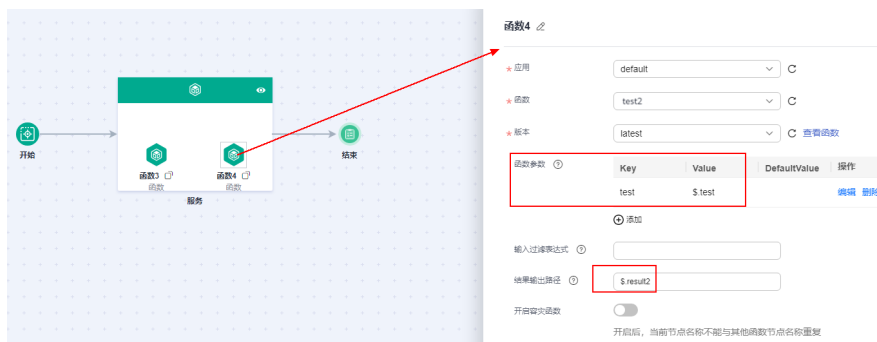 函数4
应用
default
函数
test2
版本
latest
查看函数
函数参数
Key Value DefaultValue 操作
test $.test 编辑 删除
添加
输入过滤表达式
结果输出路径
$.result2
开启容灾函数
开启后，当前节点名称不能与其他函数节点名称重复
开始
函数3
函数
函数4
函数
服务
结束